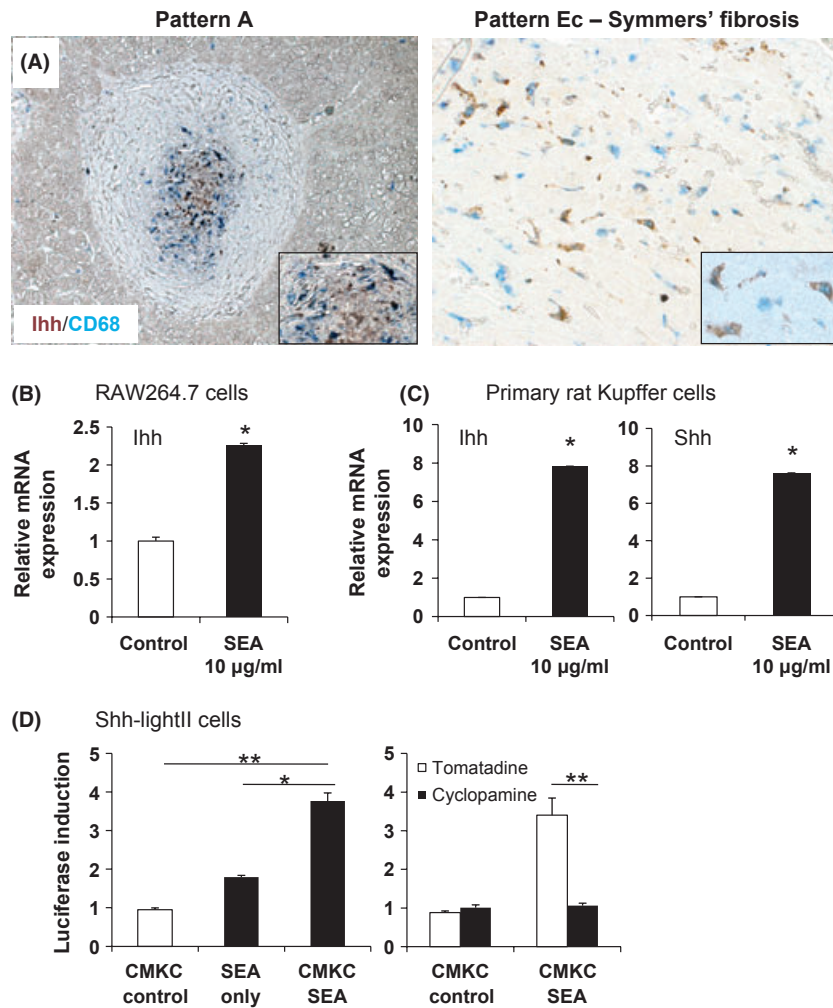 Pattern A
Pattern Ec – Symmers' fibrosis
(A)
Ihh/CD68
(B) RAW264.7 cells
Relative mRNA
expression
2.5
2
1.5
1
0.5
0
Ihh
*
Control
SEA
10 µg/ml
(C) Primary rat Kupffer cells
Relative mRNA
expression
10
8
6
4
2
0
Ihh
*
Control
SEA
10 µg/ml
10
8
6
4
2
0
Shh
*
Control
SEA
10 µg/ml
(D) Shh-lightII cells
Luciferase induction
5
4
3
2
1
0
**
*
CMKC
control
SEA
only
CMKC
SEA
5
4
3
2
1
0
Tomatadine
Cyclopamine
**
CMKC
control
CMKC
SEA